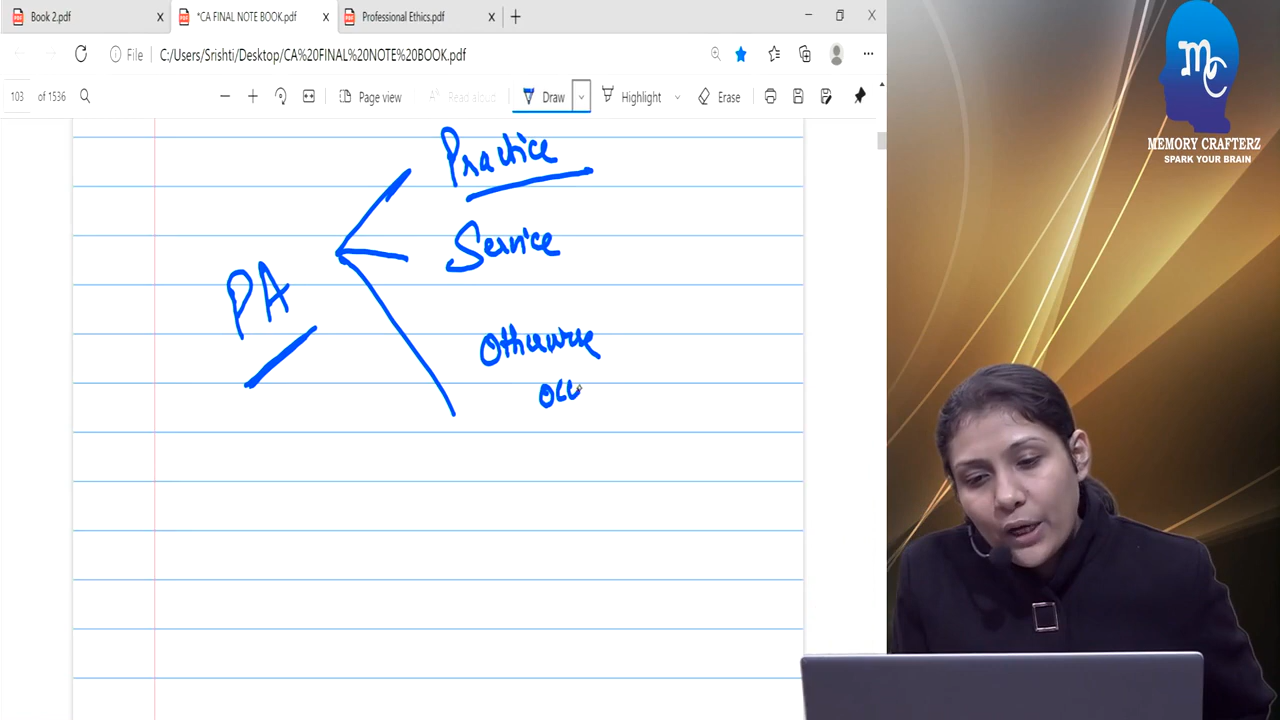 Book 2.pdf
*CA FINAL NOTE BOOK.pdf
Professional Ethics.pdf
File
C:/Users/Srishti/Desktop/CA%20FINAL%20NOTE%20BOOK.pdf
103 of 1536
Page view
Read aloud
Draw
Highlight
Erase
mc
MEMORY CRAFTERZ
SPARK YOUR BRAIN
Practice
Service
PA
Otherwise
occ